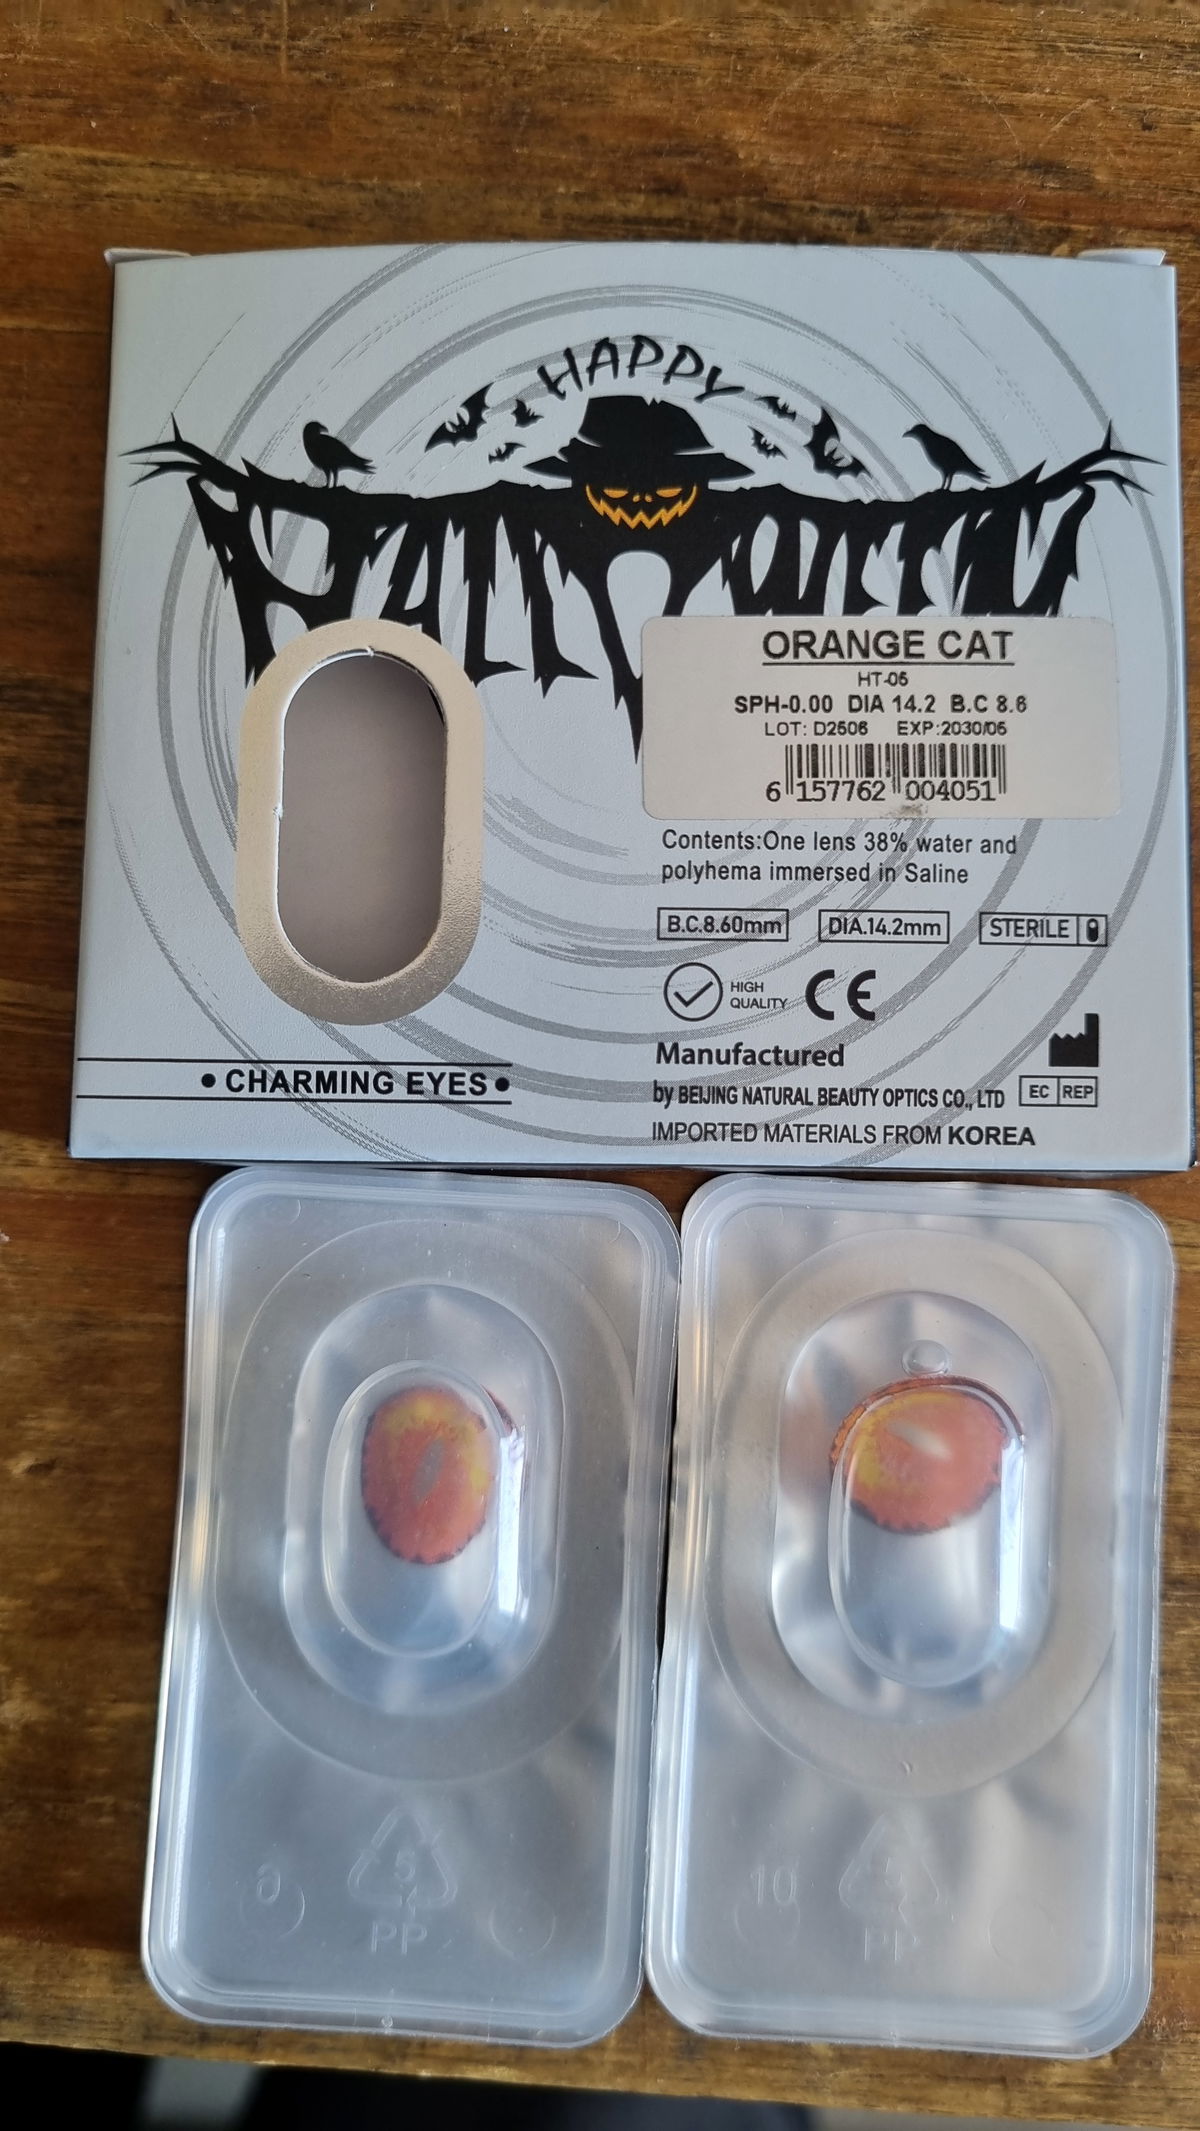 HAPPY
HALLOWEEN
ORANGE CAT
HT-05
SPH-0.00 DIA 14.2 B.C 8.6
LOT: D2506 EXP:2030/05
6 157762 004051
Contents:One lens 38% water and
polyhema immersed in Saline
B.C.8.60mm DIA.14.2mm STERILE
HIGH
QUALITY CE
Manufactured
by BEIJING NATURAL BEAUTY OPTICS CO., LTD EC REP
IMPORTED MATERIALS FROM KOREA
• CHARMING EYES •
5
PP
10
PP